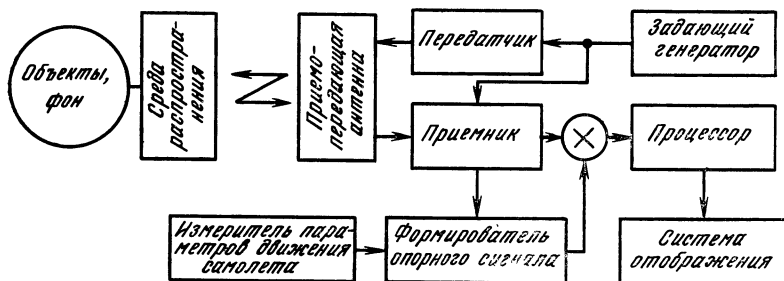 Объекты,
фон
Среда
распростра-
нения
Приемо-
передающая
антенна
Передатчик
Задающий
генератор
Приемник
Процессор
Измеритель пара-
метров движения
самолета
Формирователь
опорного сигнала
Система
отображения